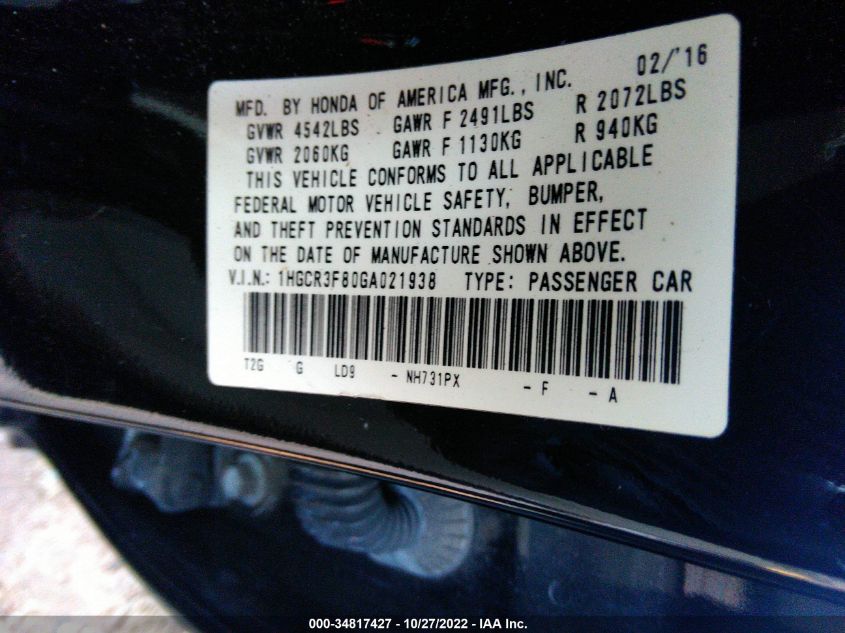 02/'16
MFD. BY HONDA OF AMERICA MFG., INC.
GVWR 4542LBS GAWR F 2491LBS R 2072LBS
GVWR 2060KG GAWR F 1130KG R 940KG
THIS VEHICLE CONFORMS TO ALL APPLICABLE
FEDERAL MOTOR VEHICLE SAFETY, BUMPER,
AND THEFT PREVENTION STANDARDS IN EFFECT
ON THE DATE OF MANUFACTURE SHOWN ABOVE.
V.I.N.: 1HGCR3F80GA021938 TYPE: PASSENGER CAR
T2G G LD9 - NH731PX - F - A
000-34817427 - 10/27/2022 - IAA Inc.